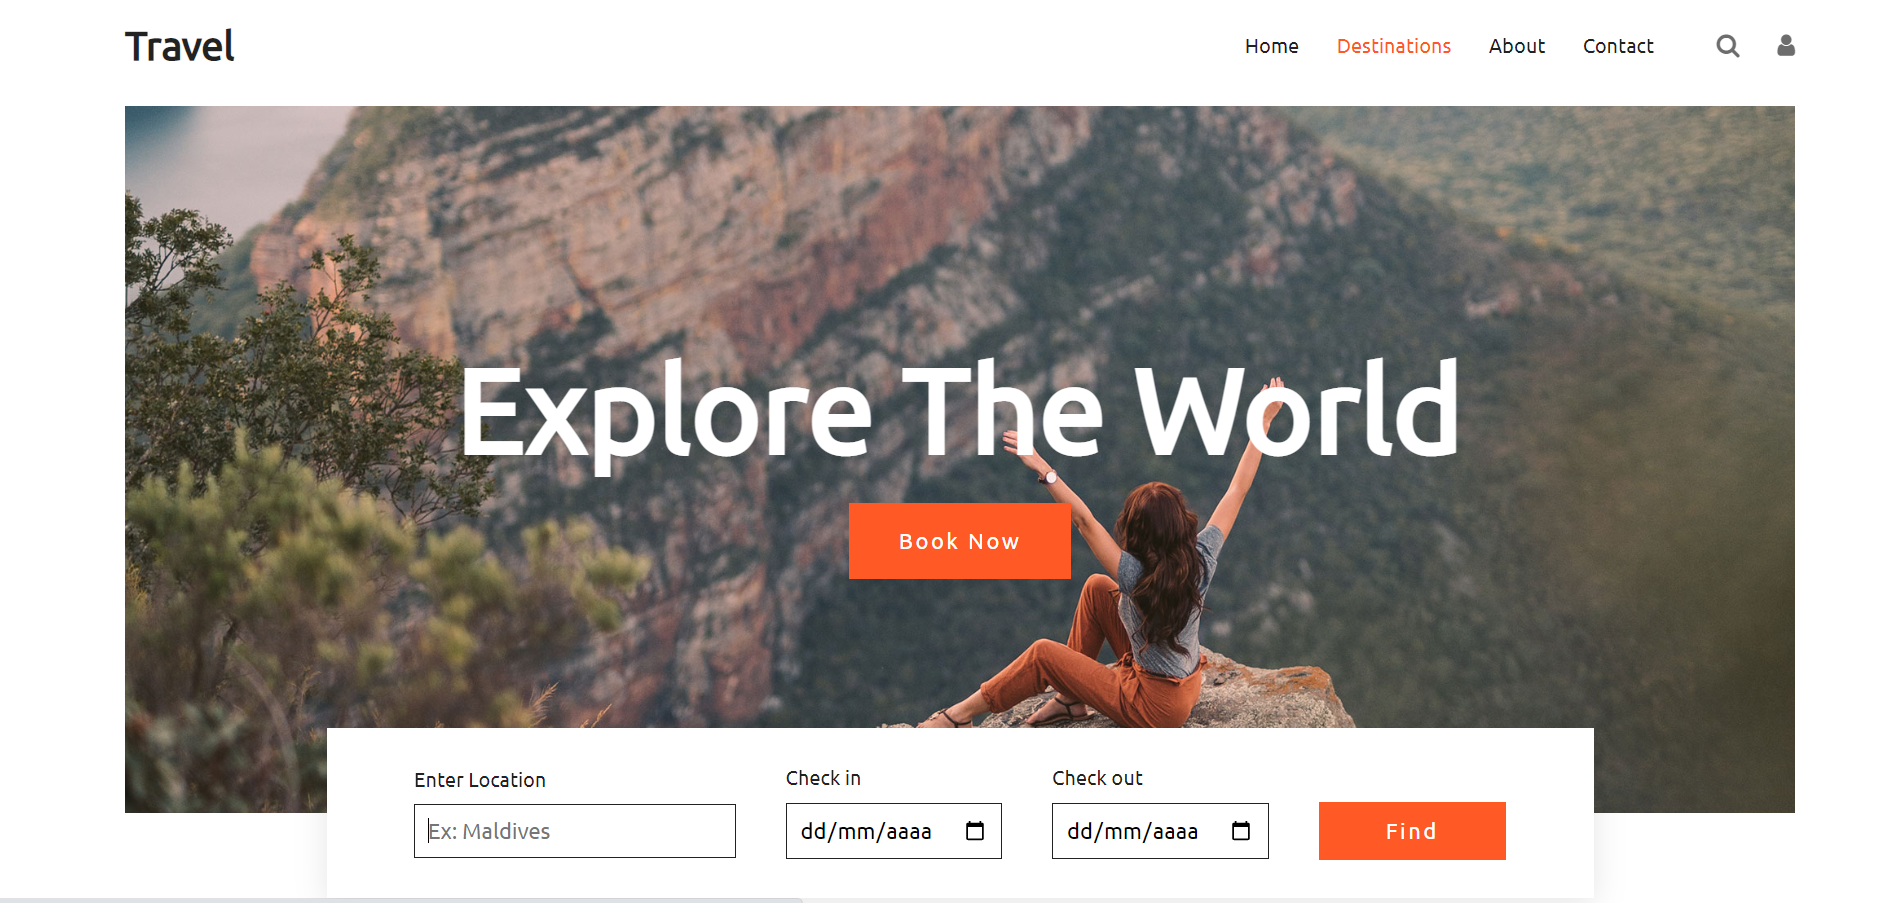 Travel
Home Destinations About Contact
Explore The World
Book Now
Enter Location Check in Check out
Ex: Maldives dd/mm/aaaa dd/mm/aaaa Find